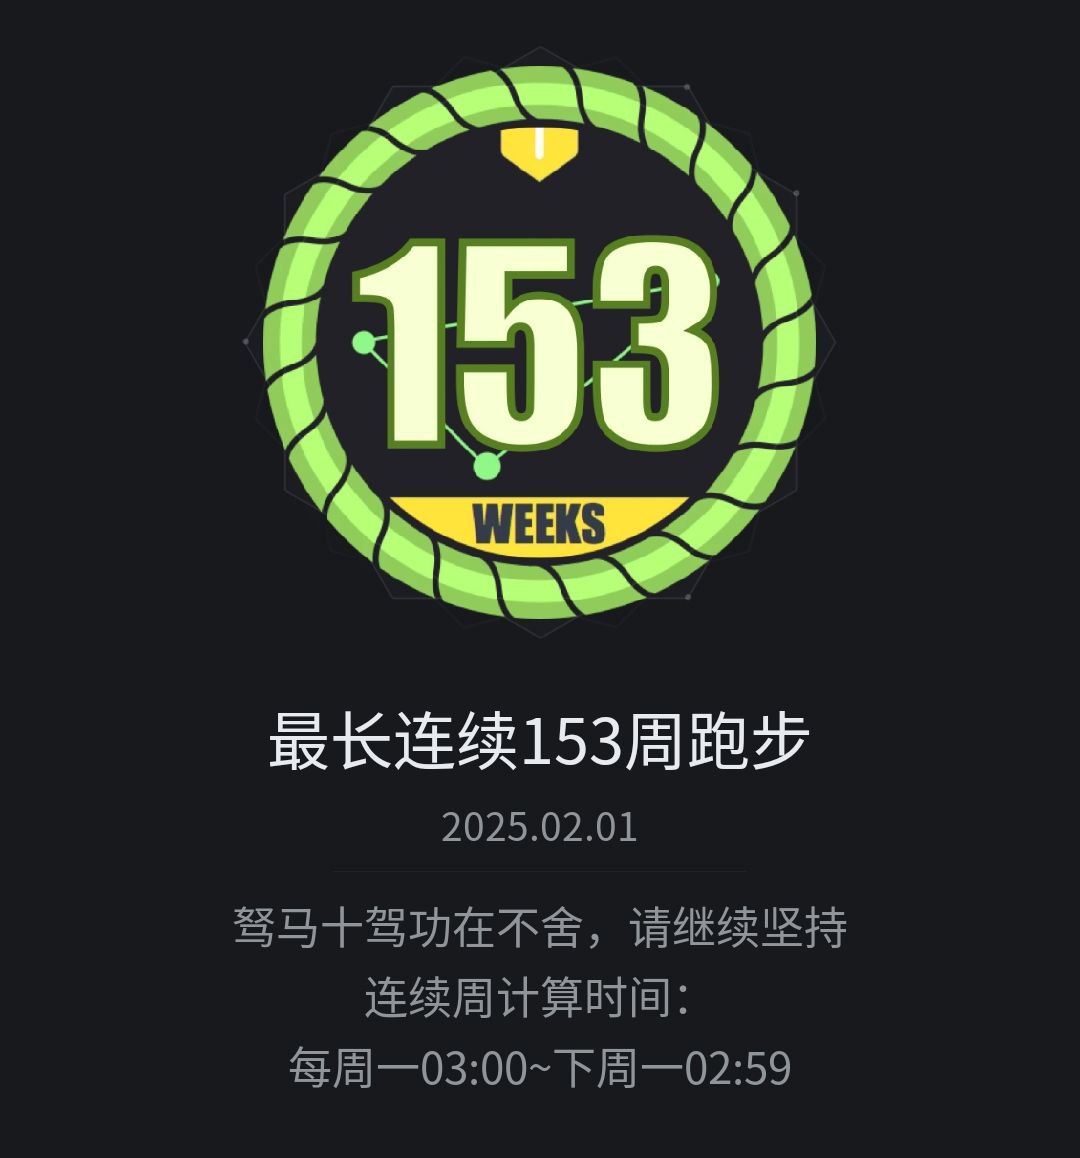 153
WEEKS
最长连续153周跑步
2025.02.01
驽马十驾功在不舍，请继续坚持
连续周计算时间：
每周一03:00~下周一02:59